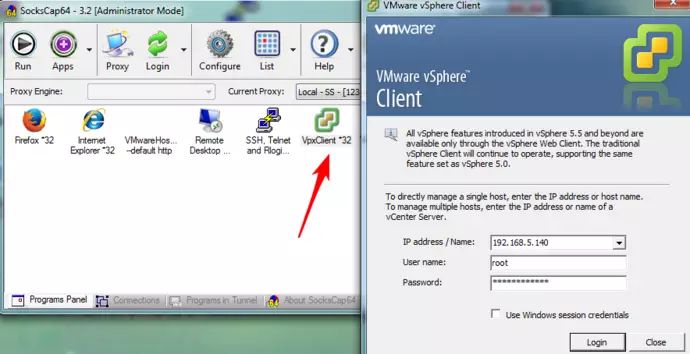 SocksCap64 - 3.2 [Administrator Mode]
Run
Apps
Proxy
Login
Configure
List
Help
Proxy Engine:
Current Proxy:
Local - SS - [123
Firefox *32
Internet Explorer *32
VMwareHos... --default http
Remote Desktop ...
SSH, Telnet and Rlogi...
VpxClient *32
Programs Panel
Connections
Programs in Tunnel
About SocksCap64
VMware vSphere Client
vmware
VMware vSphere™
Client
All vSphere features introduced in vSphere 5.5 and beyond are
available only through the vSphere Web Client. The traditional
vSphere Client will continue to operate, supporting the same
feature set as vSphere 5.0.
To directly manage a single host, enter the IP address or host name.
To manage multiple hosts, enter the IP address or name of a
vCenter Server.
IP address / Name:
192.168.5.140
User name:
root
Password:
************
Use Windows session credentials
Login
Close